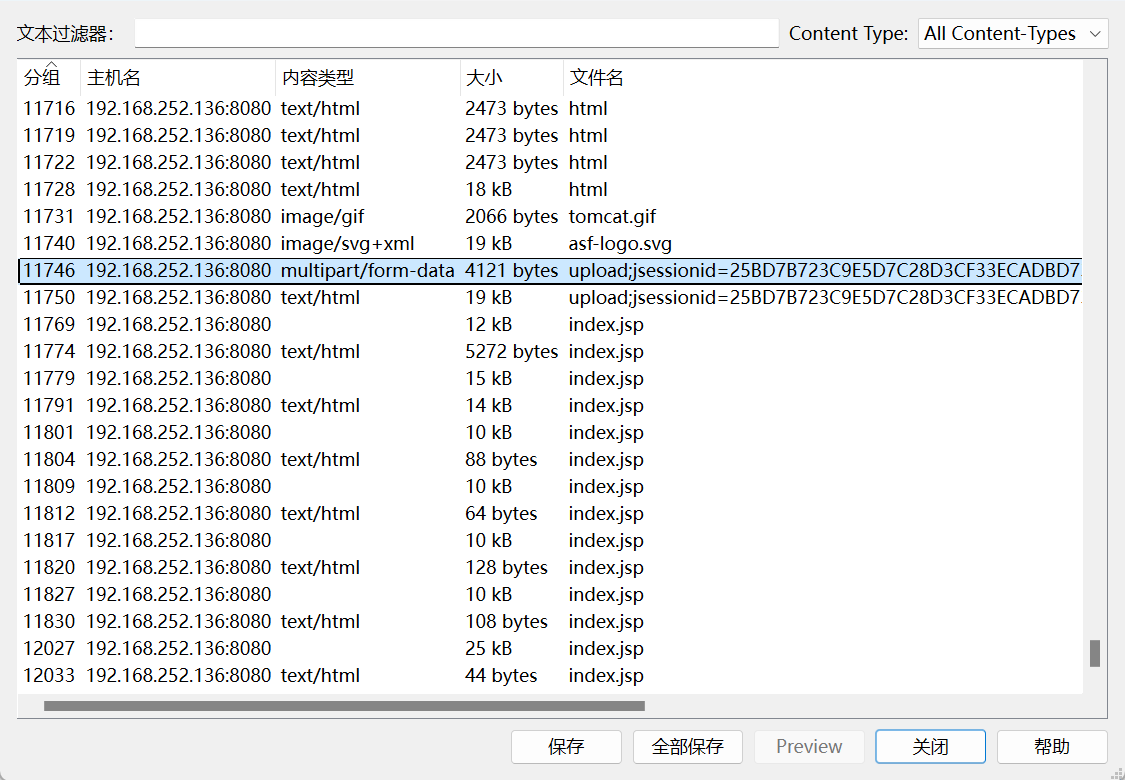 文本过滤器： Content Type: All Content-Types
分组 主机名 内容类型 大小 文件名
11716 192.168.252.136:8080 text/html 2473 bytes html
11719 192.168.252.136:8080 text/html 2473 bytes html
11722 192.168.252.136:8080 text/html 2473 bytes html
11728 192.168.252.136:8080 text/html 18 kB html
11731 192.168.252.136:8080 image/gif 2066 bytes tomcat.gif
11740 192.168.252.136:8080 image/svg+xml 19 kB asf-logo.svg
11746 192.168.252.136:8080 multipart/form-data 4121 bytes upload;jsessionid=25BD7B723C9E5D7C28D3CF33ECADBD7
11750 192.168.252.136:8080 text/html 19 kB upload;jsessionid=25BD7B723C9E5D7C28D3CF33ECADBD7
11769 192.168.252.136:8080 12 kB index.jsp
11774 192.168.252.136:8080 text/html 5272 bytes index.jsp
11779 192.168.252.136:8080 15 kB index.jsp
11791 192.168.252.136:8080 text/html 14 kB index.jsp
11801 192.168.252.136:8080 10 kB index.jsp
11804 192.168.252.136:8080 text/html 88 bytes index.jsp
11809 192.168.252.136:8080 10 kB index.jsp
11812 192.168.252.136:8080 text/html 64 bytes index.jsp
11817 192.168.252.136:8080 10 kB index.jsp
11820 192.168.252.136:8080 text/html 128 bytes index.jsp
11827 192.168.252.136:8080 10 kB index.jsp
11830 192.168.252.136:8080 text/html 108 bytes index.jsp
12027 192.168.252.136:8080 25 kB index.jsp
12033 192.168.252.136:8080 text/html 44 bytes index.jsp
保存 全部保存 Preview 关闭 帮助